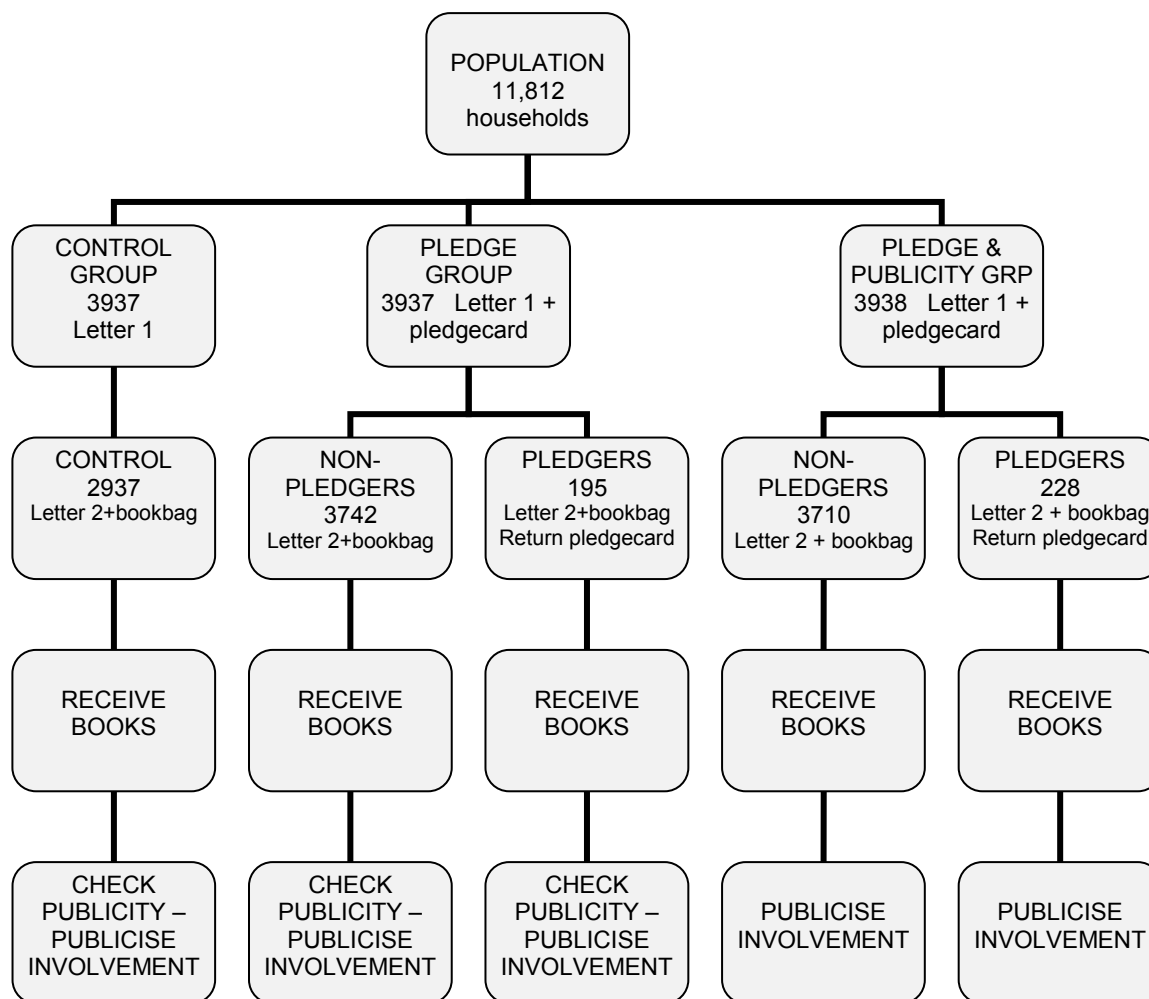 POPULATION
11,812
households
CONTROL
GROUP
3937
Letter 1
PLEDGE
GROUP
3937 Letter 1 +
pledgecard
PLEDGE &
PUBLICITY GRP
3938 Letter 1 +
pledgecard
CONTROL
2937
Letter 2+bookbag
NON-
PLEDGERS
3742
Letter 2+bookbag
PLEDGERS
195
Letter 2+bookbag
Return pledgecard
NON-
PLEDGERS
3710
Letter 2 + bookbag
PLEDGERS
228
Letter 2 + bookbag
Return pledgecard
RECEIVE
BOOKS
RECEIVE
BOOKS
RECEIVE
BOOKS
RECEIVE
BOOKS
RECEIVE
BOOKS
CHECK
PUBLICITY –
PUBLICISE
INVOLVEMENT
CHECK
PUBLICITY –
PUBLICISE
INVOLVEMENT
CHECK
PUBLICITY –
PUBLICISE
INVOLVEMENT
PUBLICISE
INVOLVEMENT
PUBLICISE
INVOLVEMENT